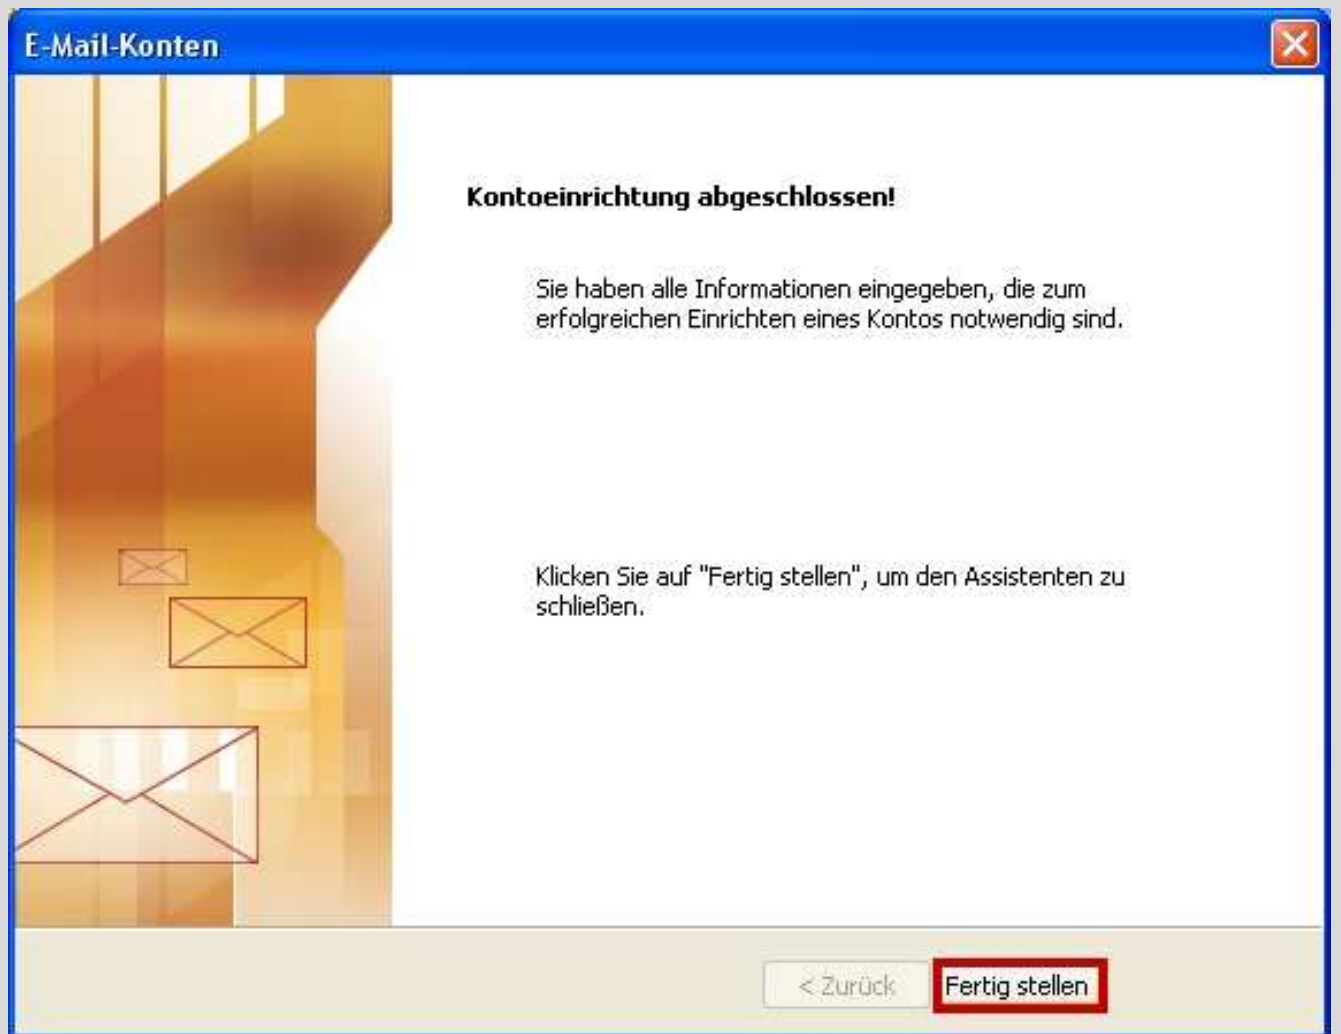 E-Mail-Konten
Kontoeinrichtung abgeschlossen!
Sie haben alle Informationen eingegeben, die zum
erfolgreichen Einrichten eines Kontos notwendig sind.
Klicken Sie auf "Fertig stellen", um den Assistenten zu
schließen.
< Zurück
Fertig stellen